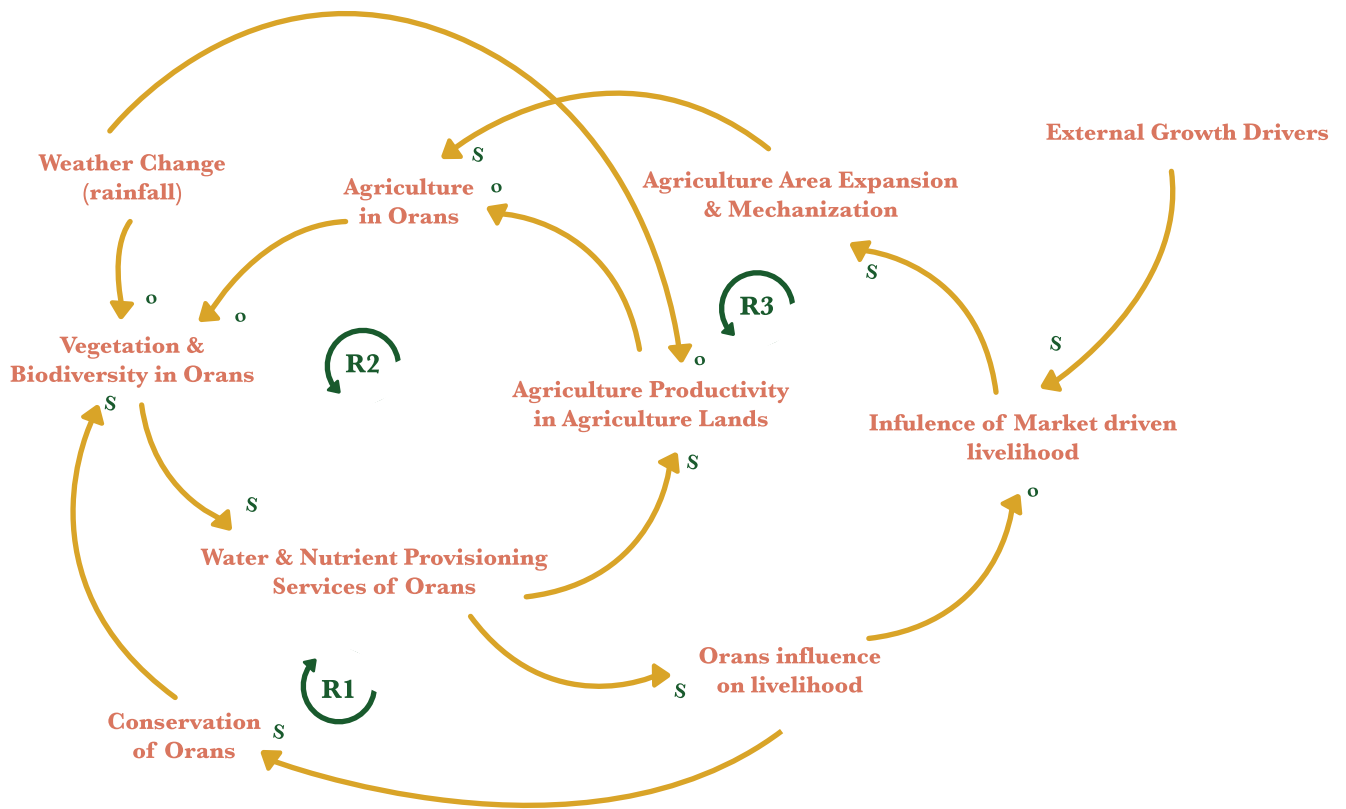 External Growth Drivers
Weather Change
(rainfall)
S
Agriculture
in Orans
o
Agriculture Area Expansion
& Mechanization
S
o
o
R3
S
Vegetation &
Biodiversity in Orans
S
R2
o
Agriculture Productivity
in Agriculture Lands
Infulence of Market driven
livelihood
S
o
S
Water & Nutrient Provisioning
Services of Orans
Orans influence
on livelihood
S
R1
Conservation
of Orans
S